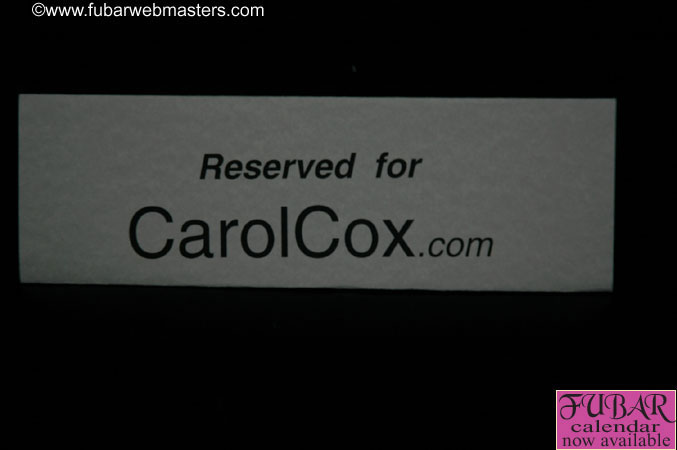 ©www.fubarwebmasters.com
Reserved for
CarolCox.com
FUBAR
calendar
now available